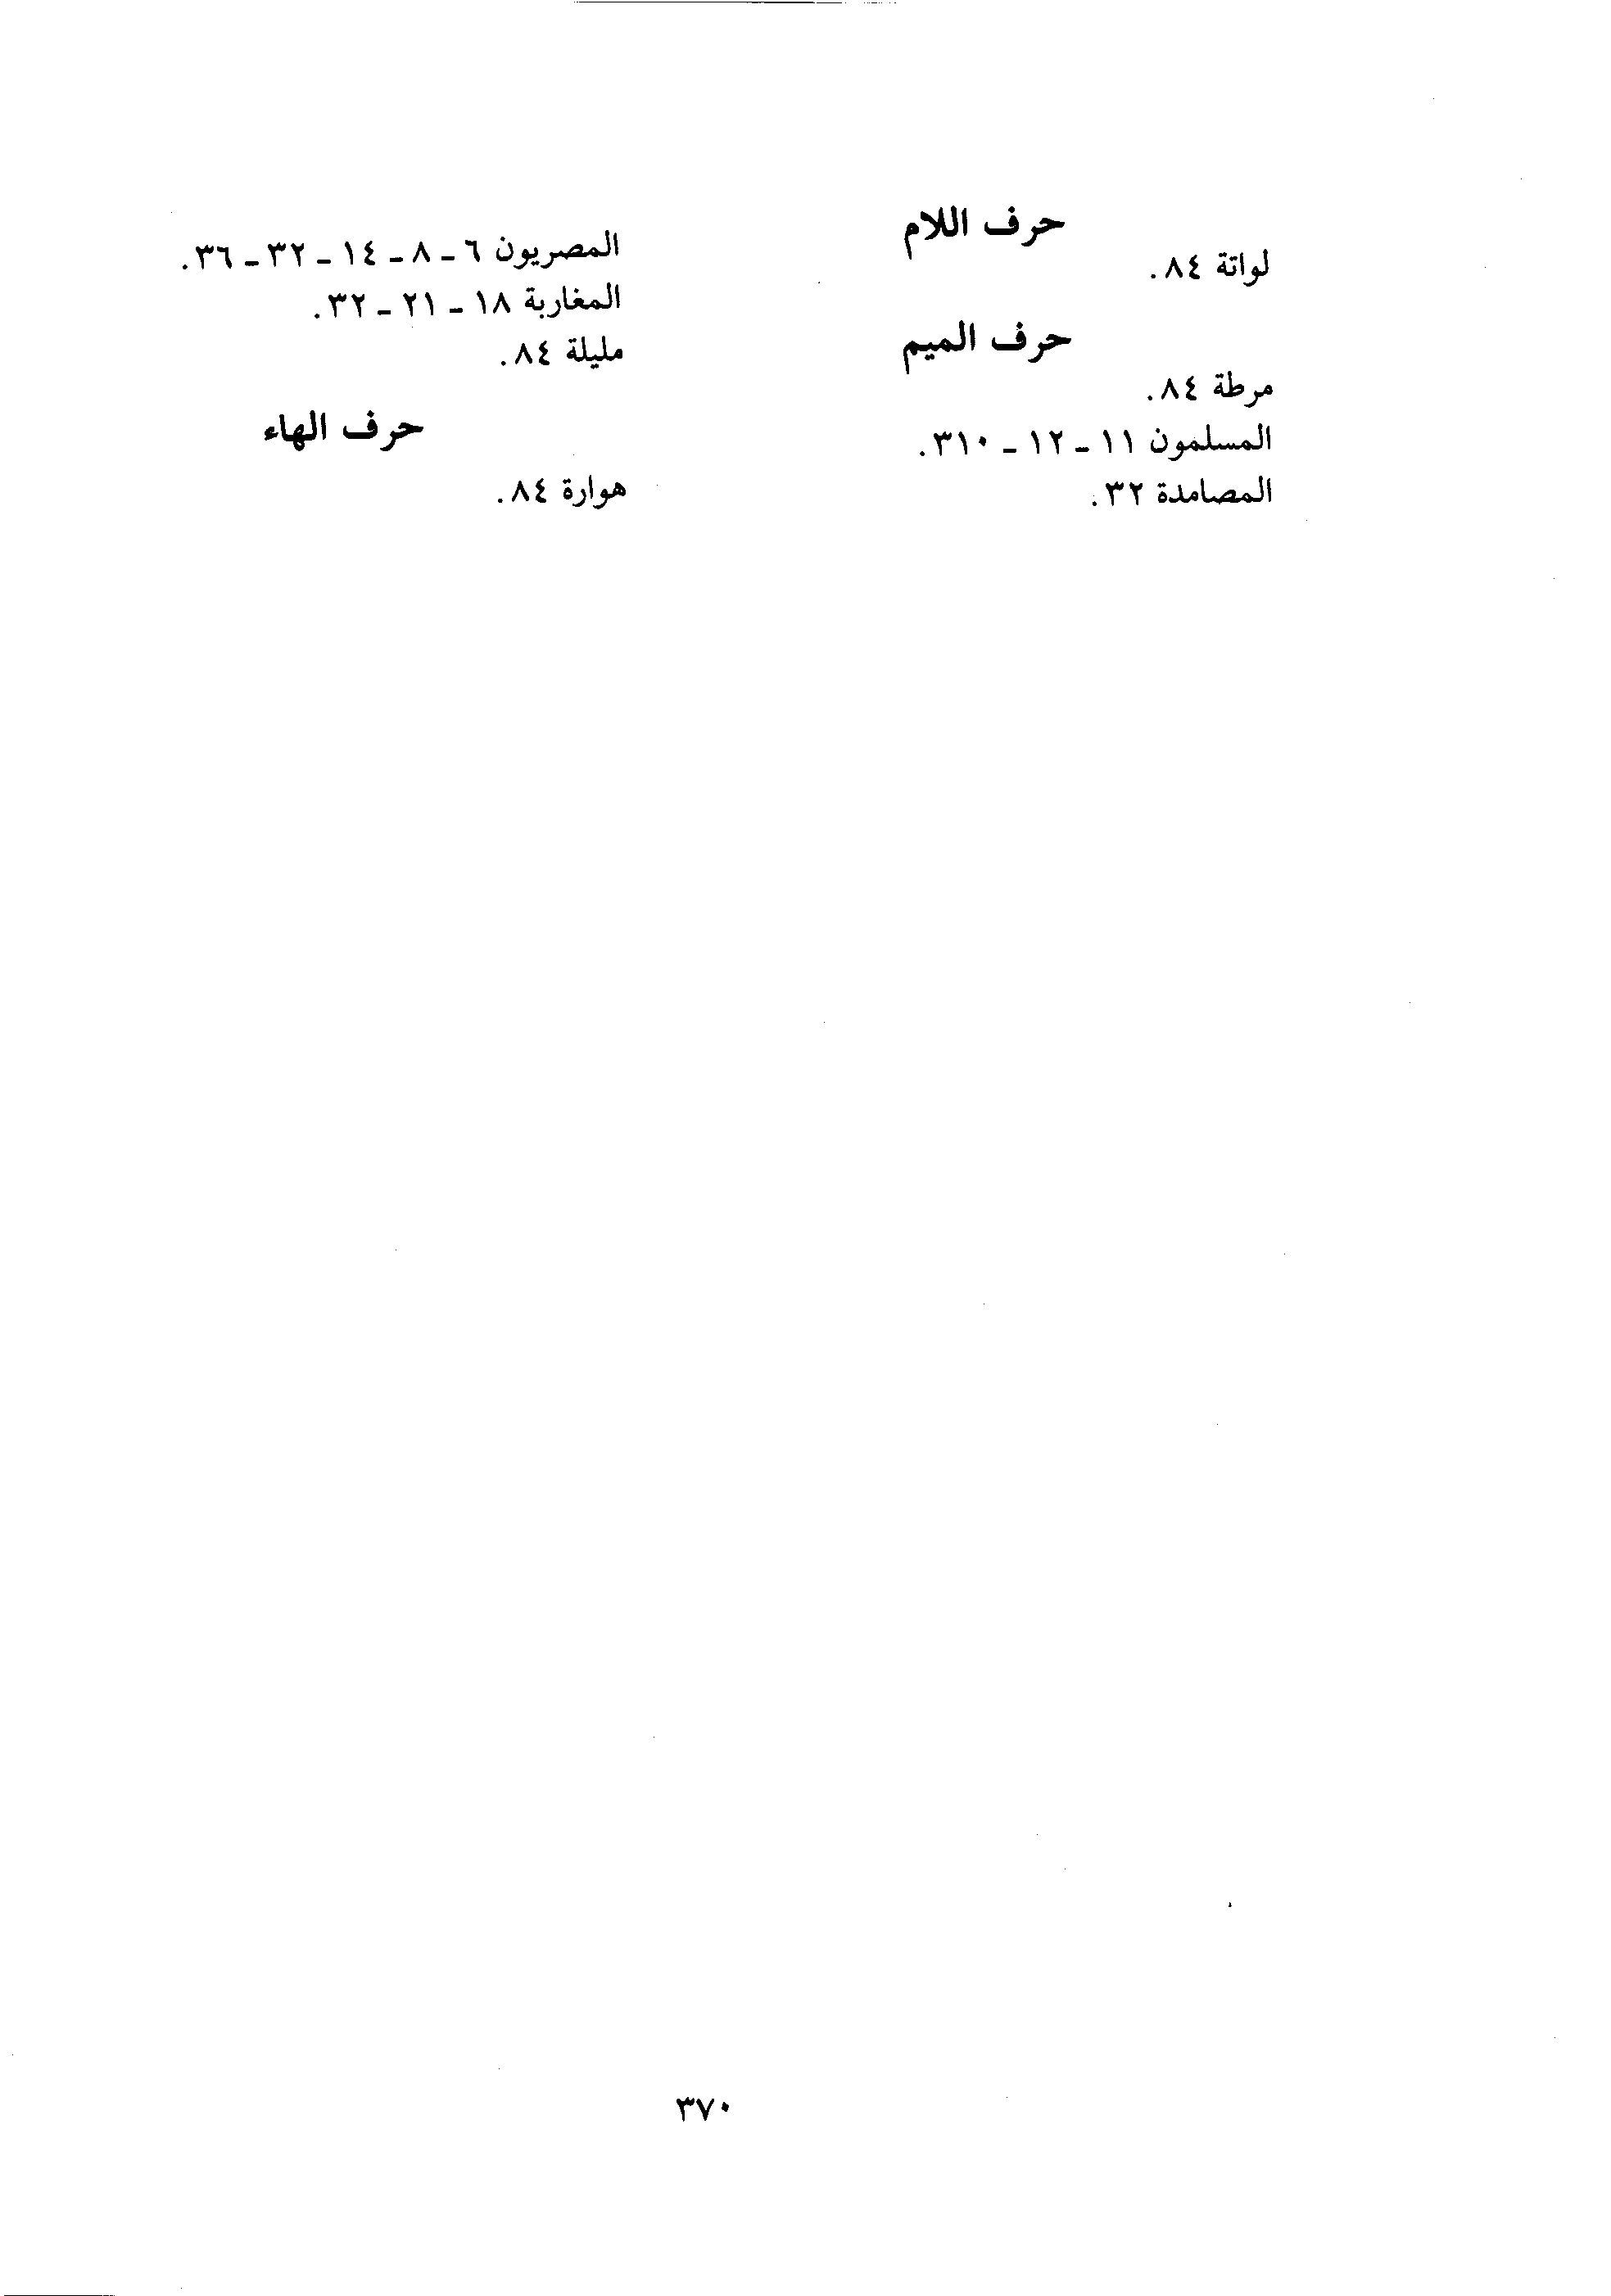 حرف اللام
لواتة ٨٤.
حرف الميم
مرطة ٨٤.
المسلمون ١١ - ١٢ - ٣١٠.
المصامدة ٣٢.
المصريون ٦ - ٨ - ١٤ - ٣٢ - ٣٦.
المغاربة ١٨ - ٢١ - ٣٢.
مليلة ٨٤.
حرف الهاء
هوارة ٨٤.
٣٧٠